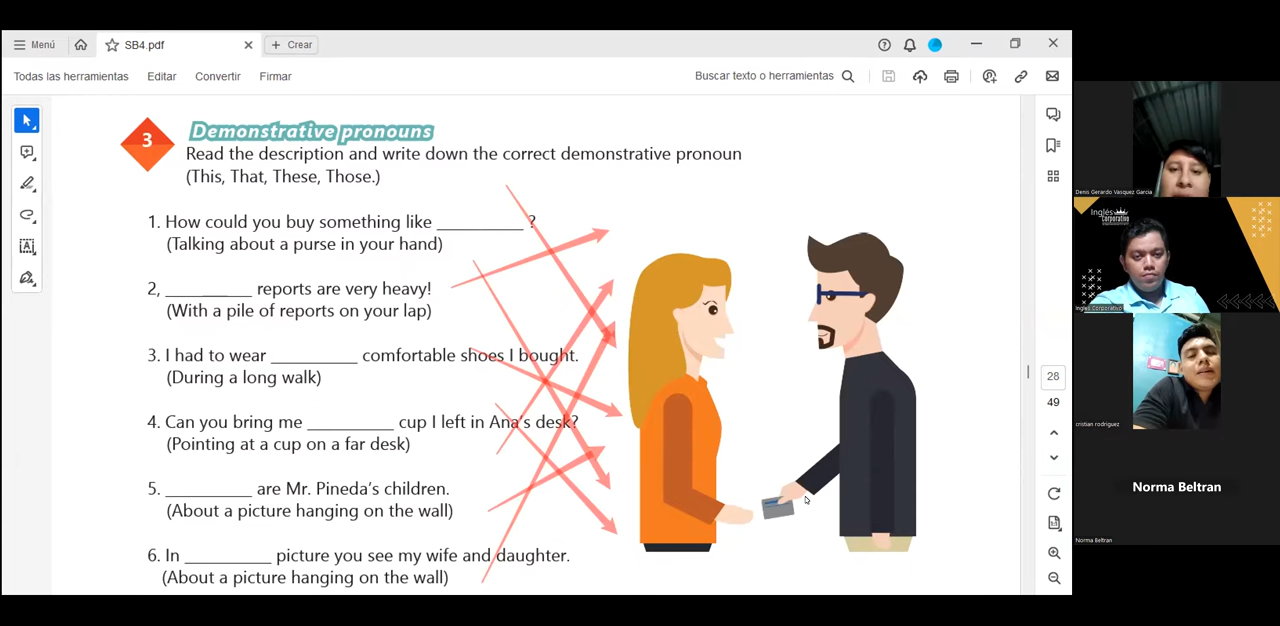 Menú
SB4.pdf
Crear
Todas las herramientas
Editar
Convertir
Firmar
Buscar texto o herramientas
3
Demonstrative pronouns
Read the description and write down the correct demonstrative pronoun
(This, That, These, Those.)
1. How could you buy something like __________ ?
(Talking about a purse in your hand)
2, __________ reports are very heavy!
(With a pile of reports on your lap)
3. I had to wear __________ comfortable shoes I bought.
(During a long walk)
4. Can you bring me __________ cup I left in Ana's desk?
(Pointing at a cup on a far desk)
5. __________ are Mr. Pineda's children.
(About a picture hanging on the wall)
6. In __________ picture you see my wife and daughter.
(About a picture hanging on the wall)
28
49
Denis Gerardo Vasquez Garcia
Inglés
Corporativo
Inglés Corporativo
cristian rodriguez
Norma Beltran
Norma Beltran